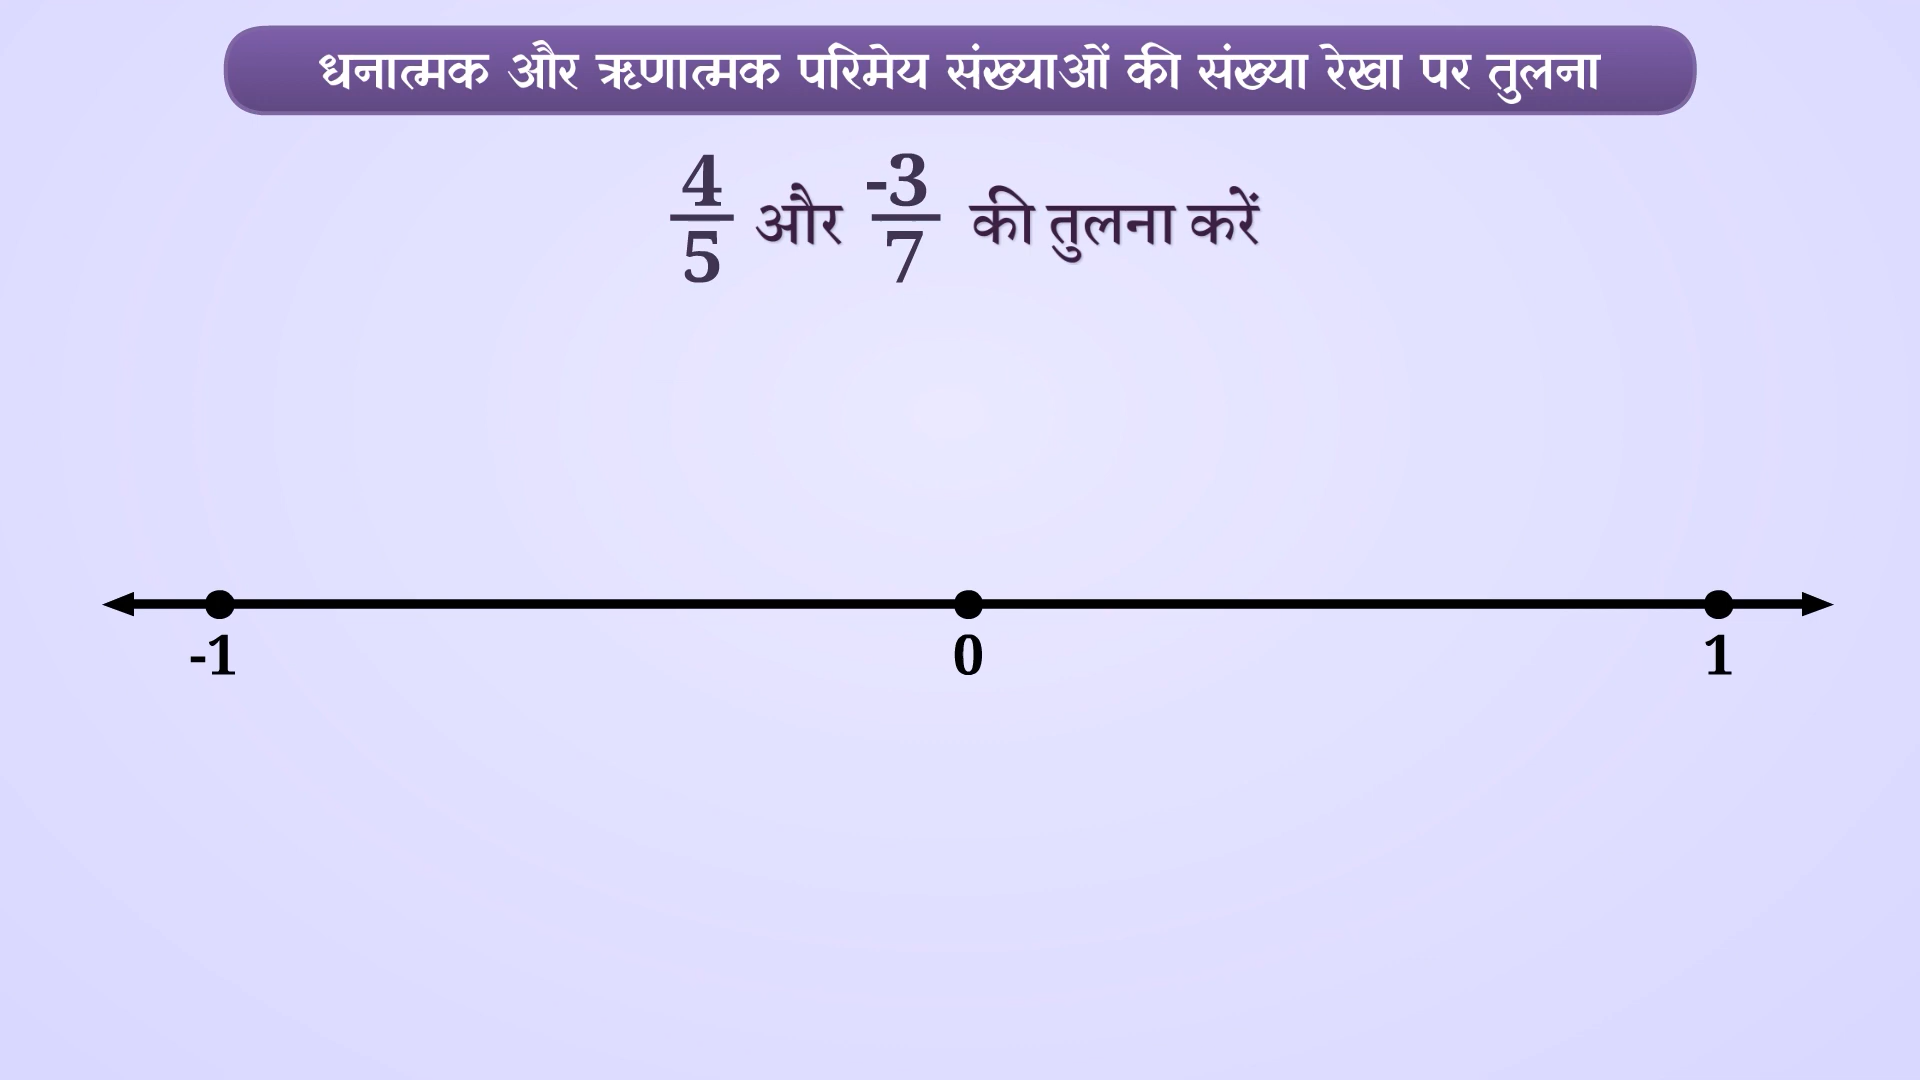 धनात्मक और ऋणात्मक परिमेय संख्याओं की संख्या रेखा पर तुलना
4/5 और -3/7 की तुलना करें
-1 0 1